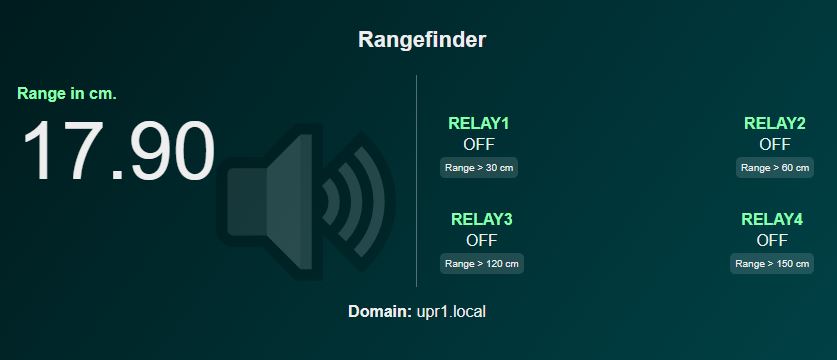 Rangefinder
Range in cm.
17.90
RELAY1
OFF
Range > 30 cm
RELAY2
OFF
Range > 60 cm
RELAY3
OFF
Range > 120 cm
RELAY4
OFF
Range > 150 cm
Domain: upr1.local